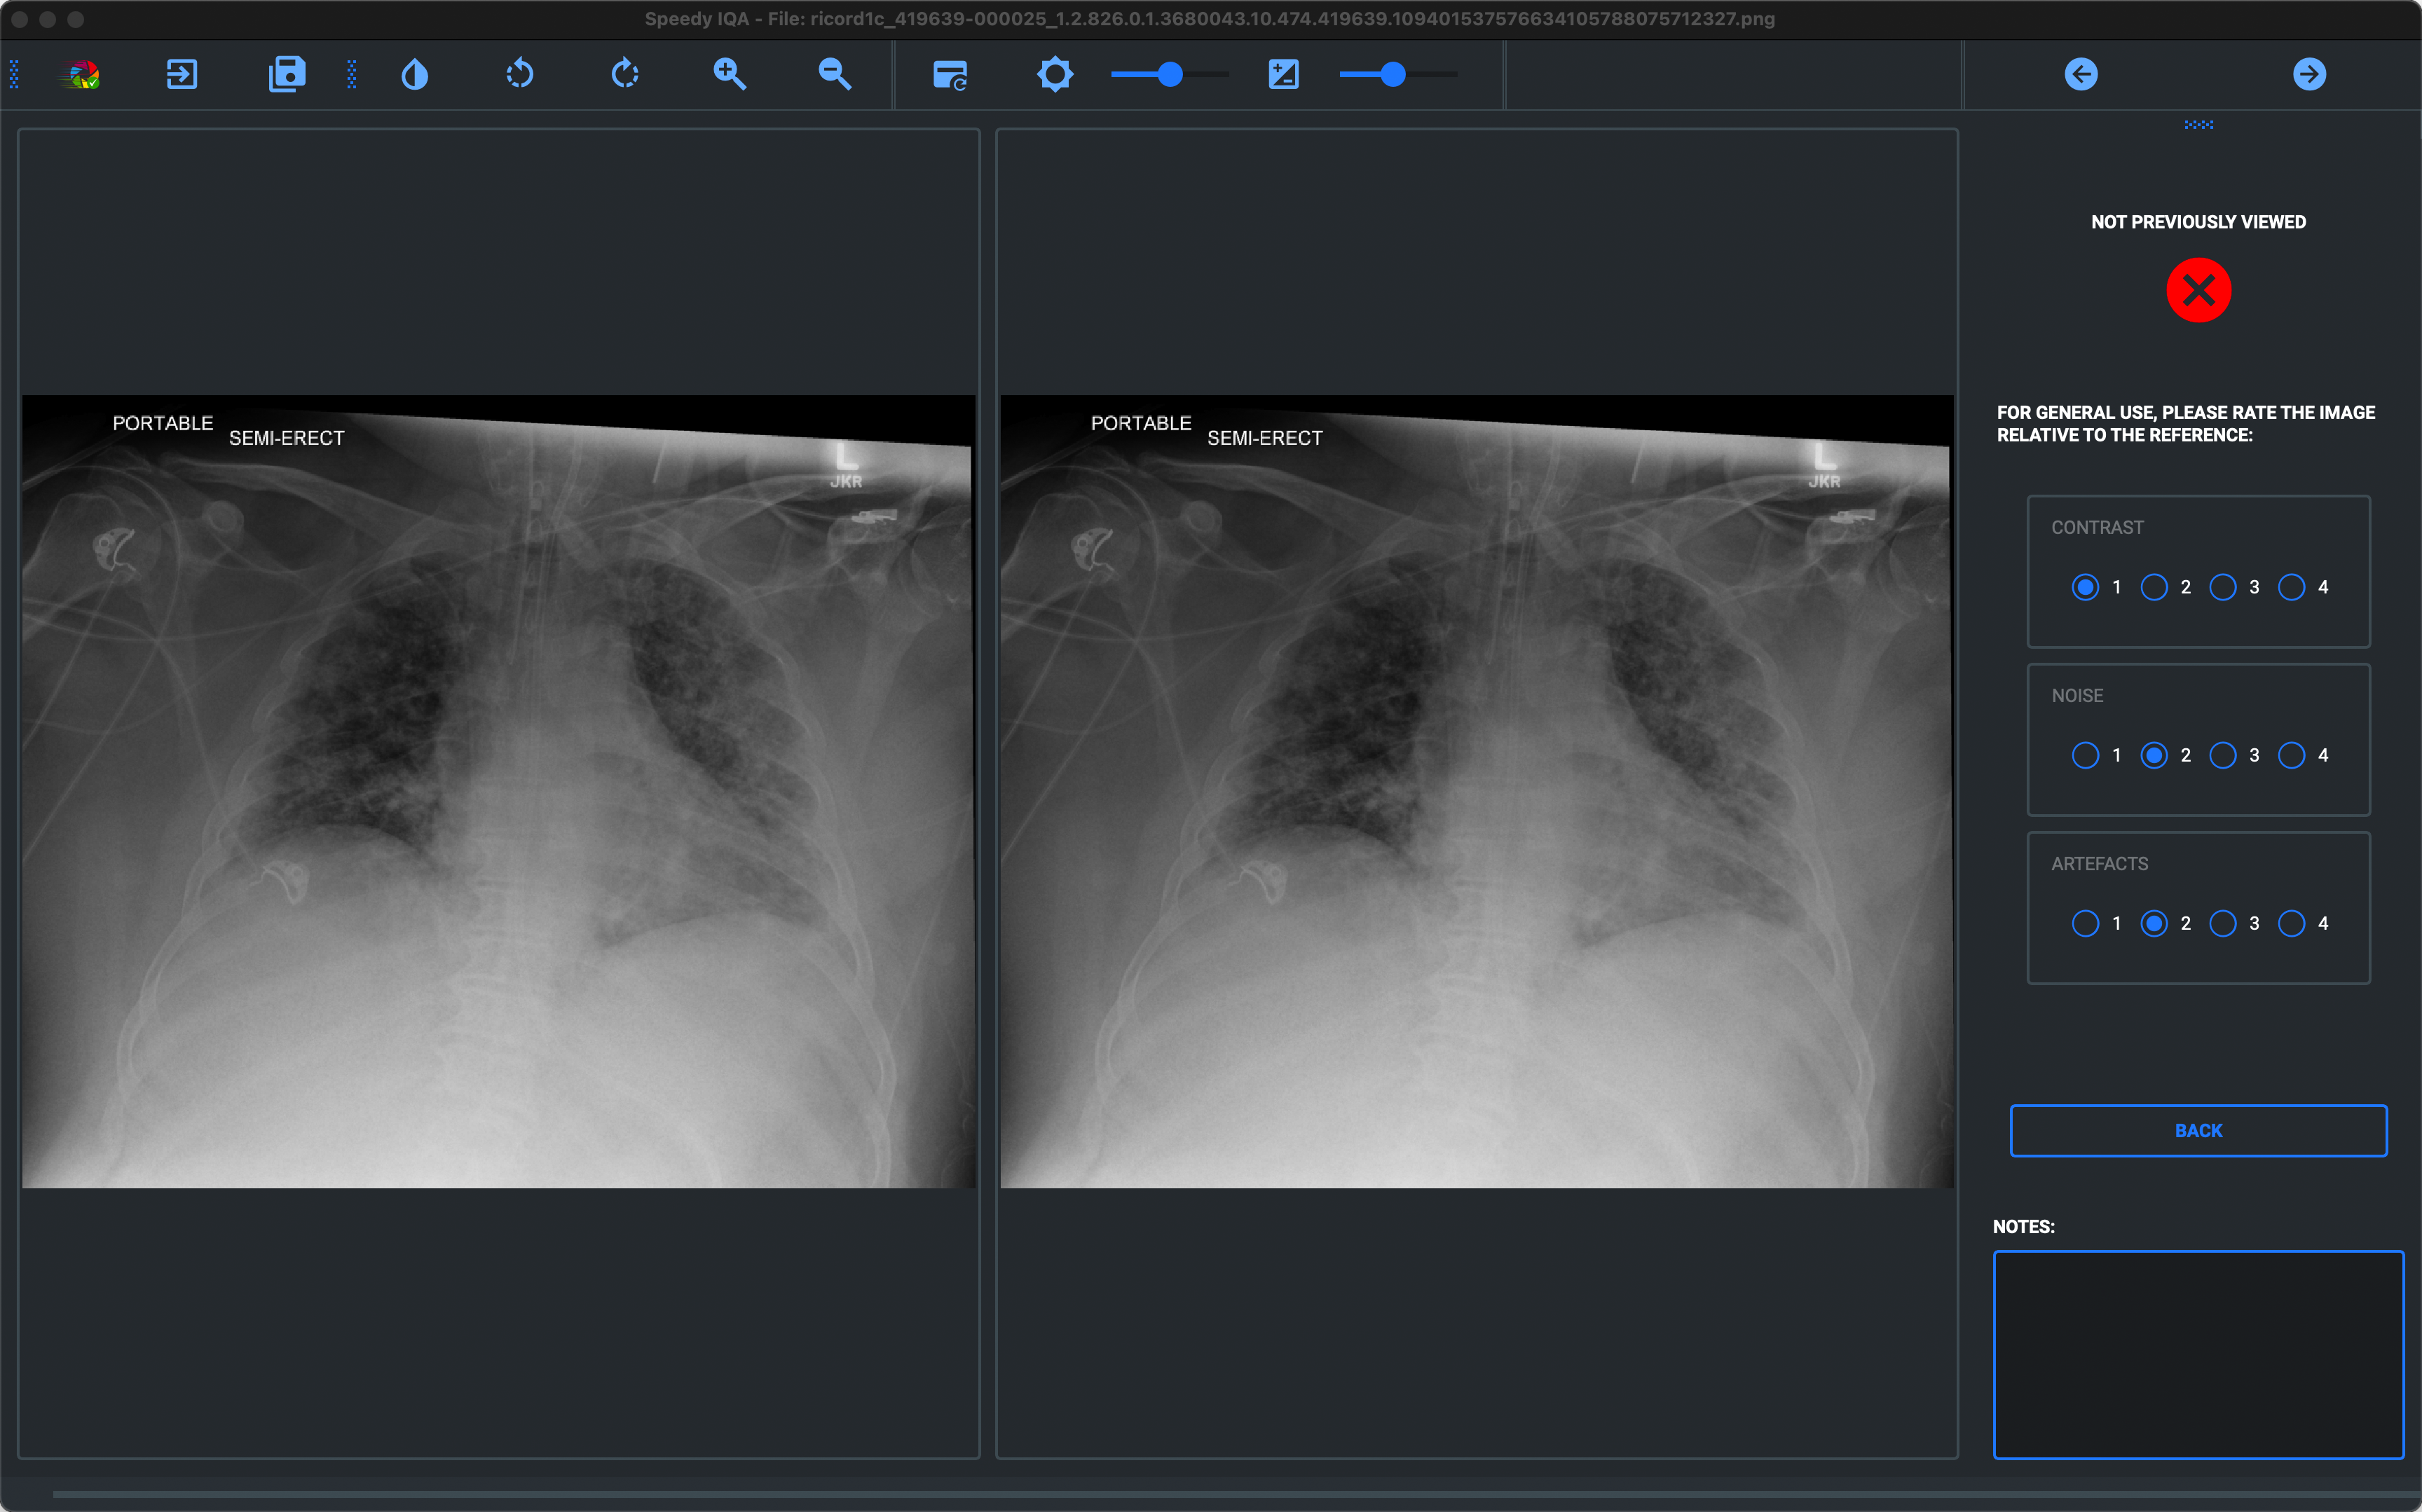 Speedy IQA - File: ricord1c_419639-000025_1.2.826.0.1.3680043.10.474.419639.109401537576634105788075712327.png
PORTABLE
SEMI-ERECT
L
JKR
PORTABLE
SEMI-ERECT
L
JKR
NOT PREVIOUSLY VIEWED
FOR GENERAL USE, PLEASE RATE THE IMAGE
RELATIVE TO THE REFERENCE:
CONTRAST
1 2 3 4
NOISE
1 2 3 4
ARTEFACTS
1 2 3 4
BACK
NOTES: